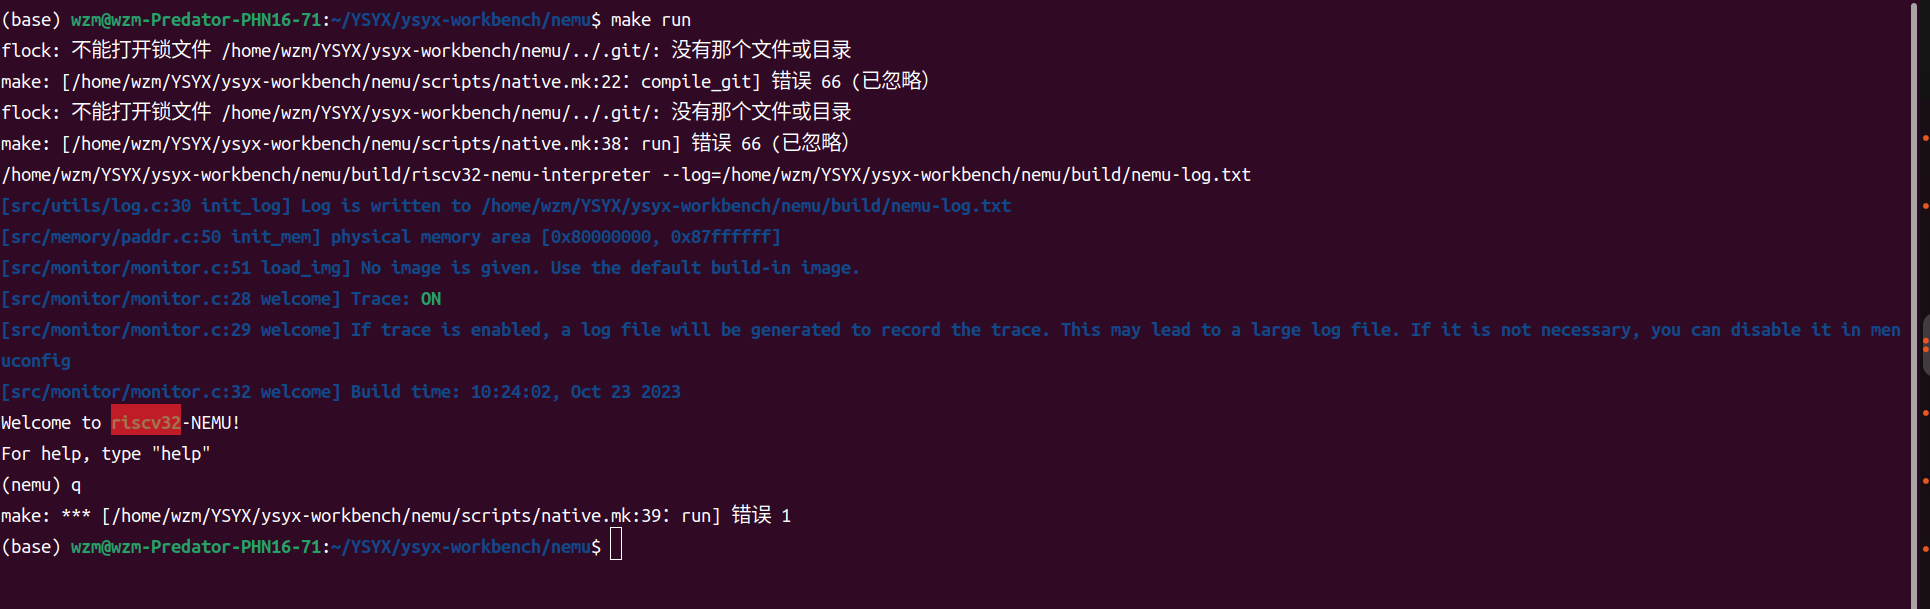 (base) wzm@wzm-Predator-PHN16-71:~/YSYX/ysyx-workbench/nemu$ make run
flock: 不能打开锁文件 /home/wzm/YSYX/ysyx-workbench/nemu/../.git/: 没有那个文件或目录
make: [/home/wzm/YSYX/ysyx-workbench/nemu/scripts/native.mk:22：compile_git] 错误 66 (已忽略）
flock: 不能打开锁文件 /home/wzm/YSYX/ysyx-workbench/nemu/../.git/: 没有那个文件或目录
make: [/home/wzm/YSYX/ysyx-workbench/nemu/scripts/native.mk:38：run] 错误 66 (已忽略）
/home/wzm/YSYX/ysyx-workbench/nemu/build/riscv32-nemu-interpreter --log=/home/wzm/YSYX/ysyx-workbench/nemu/build/nemu-log.txt
[src/utils/log.c:30 init_log] Log is written to /home/wzm/YSYX/ysyx-workbench/nemu/build/nemu-log.txt
[src/memory/paddr.c:50 init_mem] physical memory area [0x80000000, 0x87ffffff]
[src/monitor/monitor.c:51 load_img] No image is given. Use the default build-in image.
[src/monitor/monitor.c:28 welcome] Trace: ON
[src/monitor/monitor.c:29 welcome] If trace is enabled, a log file will be generated to record the trace. This may lead to a large log file. If it is not necessary, you can disable it in men
uconfig
[src/monitor/monitor.c:32 welcome] Build time: 10:24:02, Oct 23 2023
Welcome to riscv32-NEMU!
For help, type "help"
(nemu) q
make: *** [/home/wzm/YSYX/ysyx-workbench/nemu/scripts/native.mk:39：run] 错误 1
(base) wzm@wzm-Predator-PHN16-71:~/YSYX/ysyx-workbench/nemu$